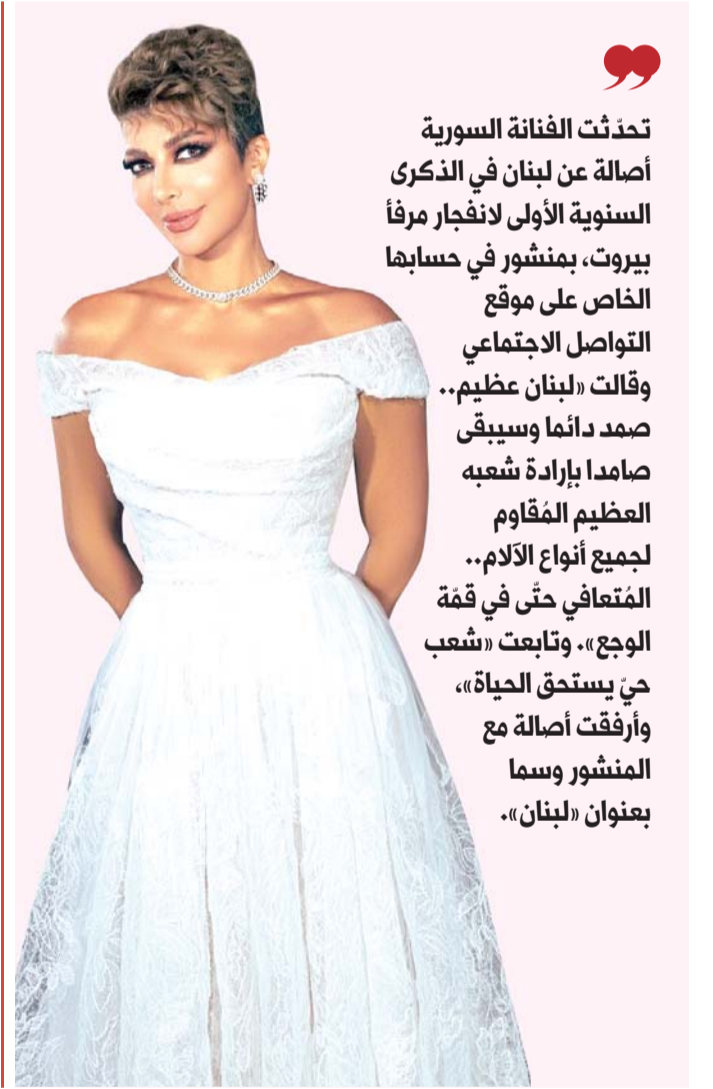 تحدّثت الفنانة السورية
أصالة عن لبنان في الذكرى
السنوية الأولى لانفجار مرفأ
بيروت، بمنشور في حسابها
الخاص على موقع
التواصل الاجتماعي
وقالت «لبنان عظيم..
صمد دائما وسيبقى
صامدا بإرادة شعبه
العظيم المُقاوم
لجميع أنواع الآلام..
المُتعافي حتّى في قمّة
الوجع». وتابعت «شعب
حيّ يستحق الحياة»،
وأرفقت أصالة مع
المنشور وسما
بعنوان «لبنان».